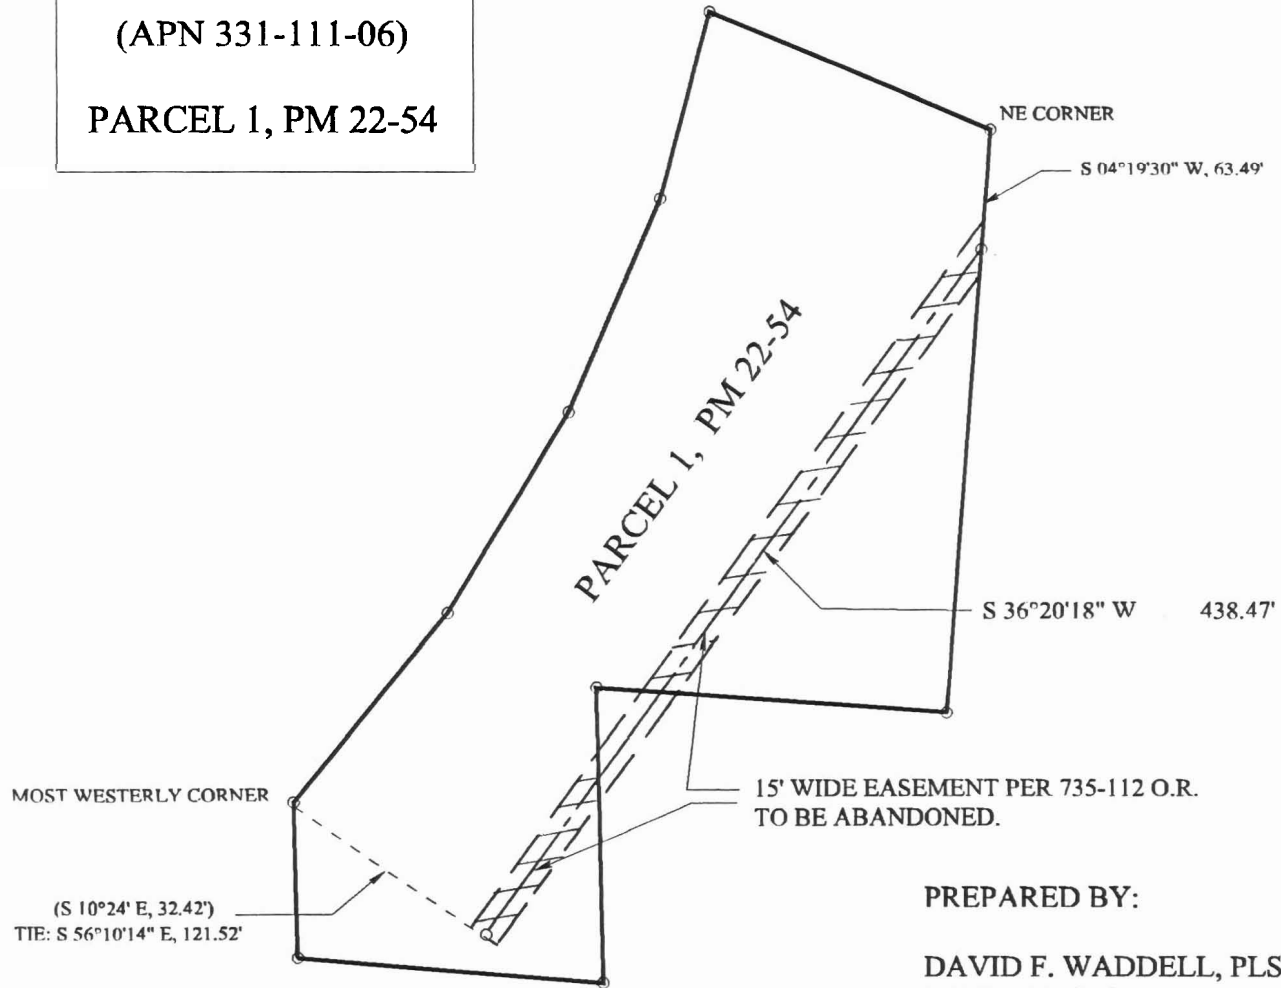 (APN 331-111-06)
PARCEL 1, PM 22-54
NE CORNER
S 04°19'30" W, 63.49'
PARCEL 1, PM 22-54
S 36°20'18" W 438.47'
MOST WESTERLY CORNER
15' WIDE EASEMENT PER 735-112 O.R.
TO BE ABANDONED.
(S 10°24' E, 32.42')
TIE: S 56°10'14" E, 121.52'
PREPARED BY:
DAVID F. WADDELL, PLS